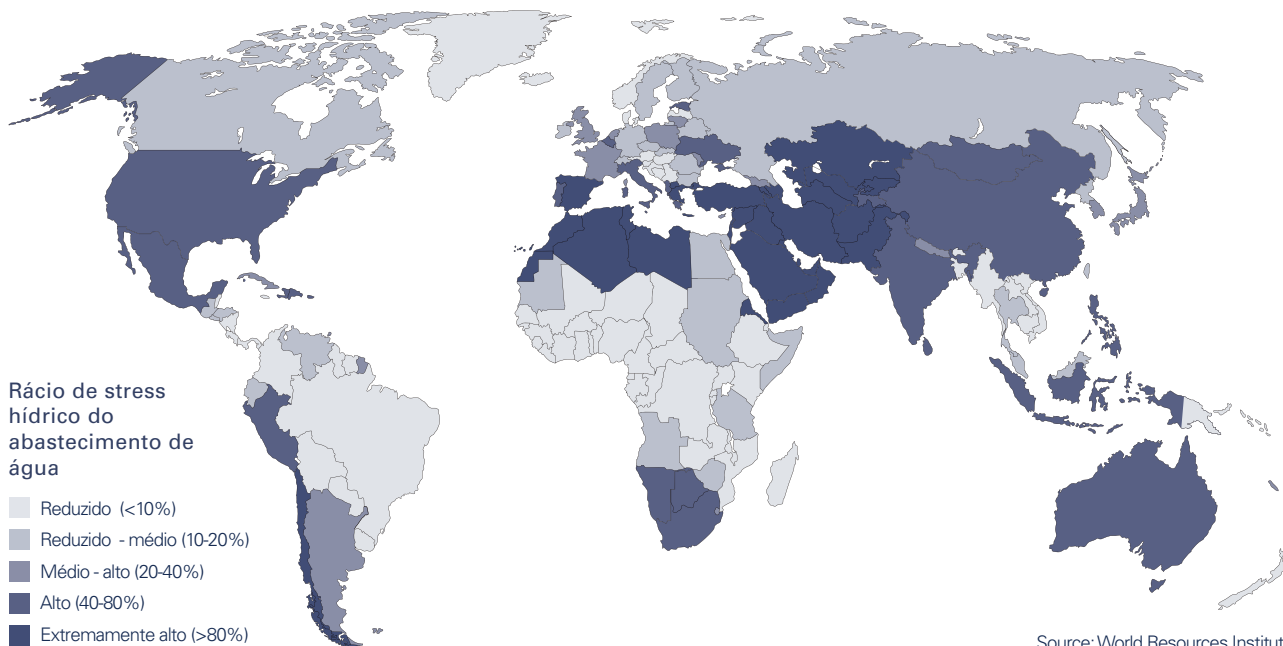 Rácio de stress
hídrico do
abastecimento de
água
Reduzido (<10%)
Reduzido - médio (10-20%)
Médio - alto (20-40%)
Alto (40-80%)
Extremamente alto (>80%)
Source: World Resources Institut